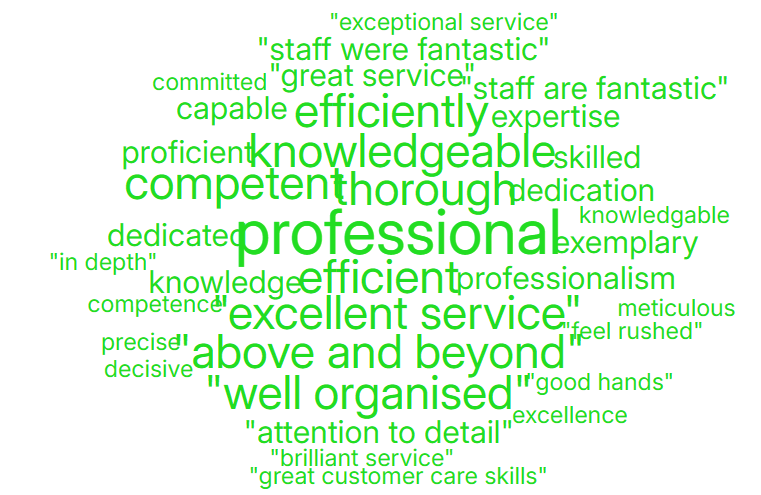 "exceptional service"
"staff were fantastic"
committed "great service" "staff are fantastic"
capable efficiently expertise
proficient knowledgeable skilled
competent thorough dedication
knowledgable
dedicated professional exemplary
"in depth"
knowledge efficient professionalism
competence "excellent service" meticulous
"feel rushed"
precise "above and beyond"
decisive
"well organised" "good hands"
excellence
"attention to detail"
"brilliant service"
"great customer care skills"